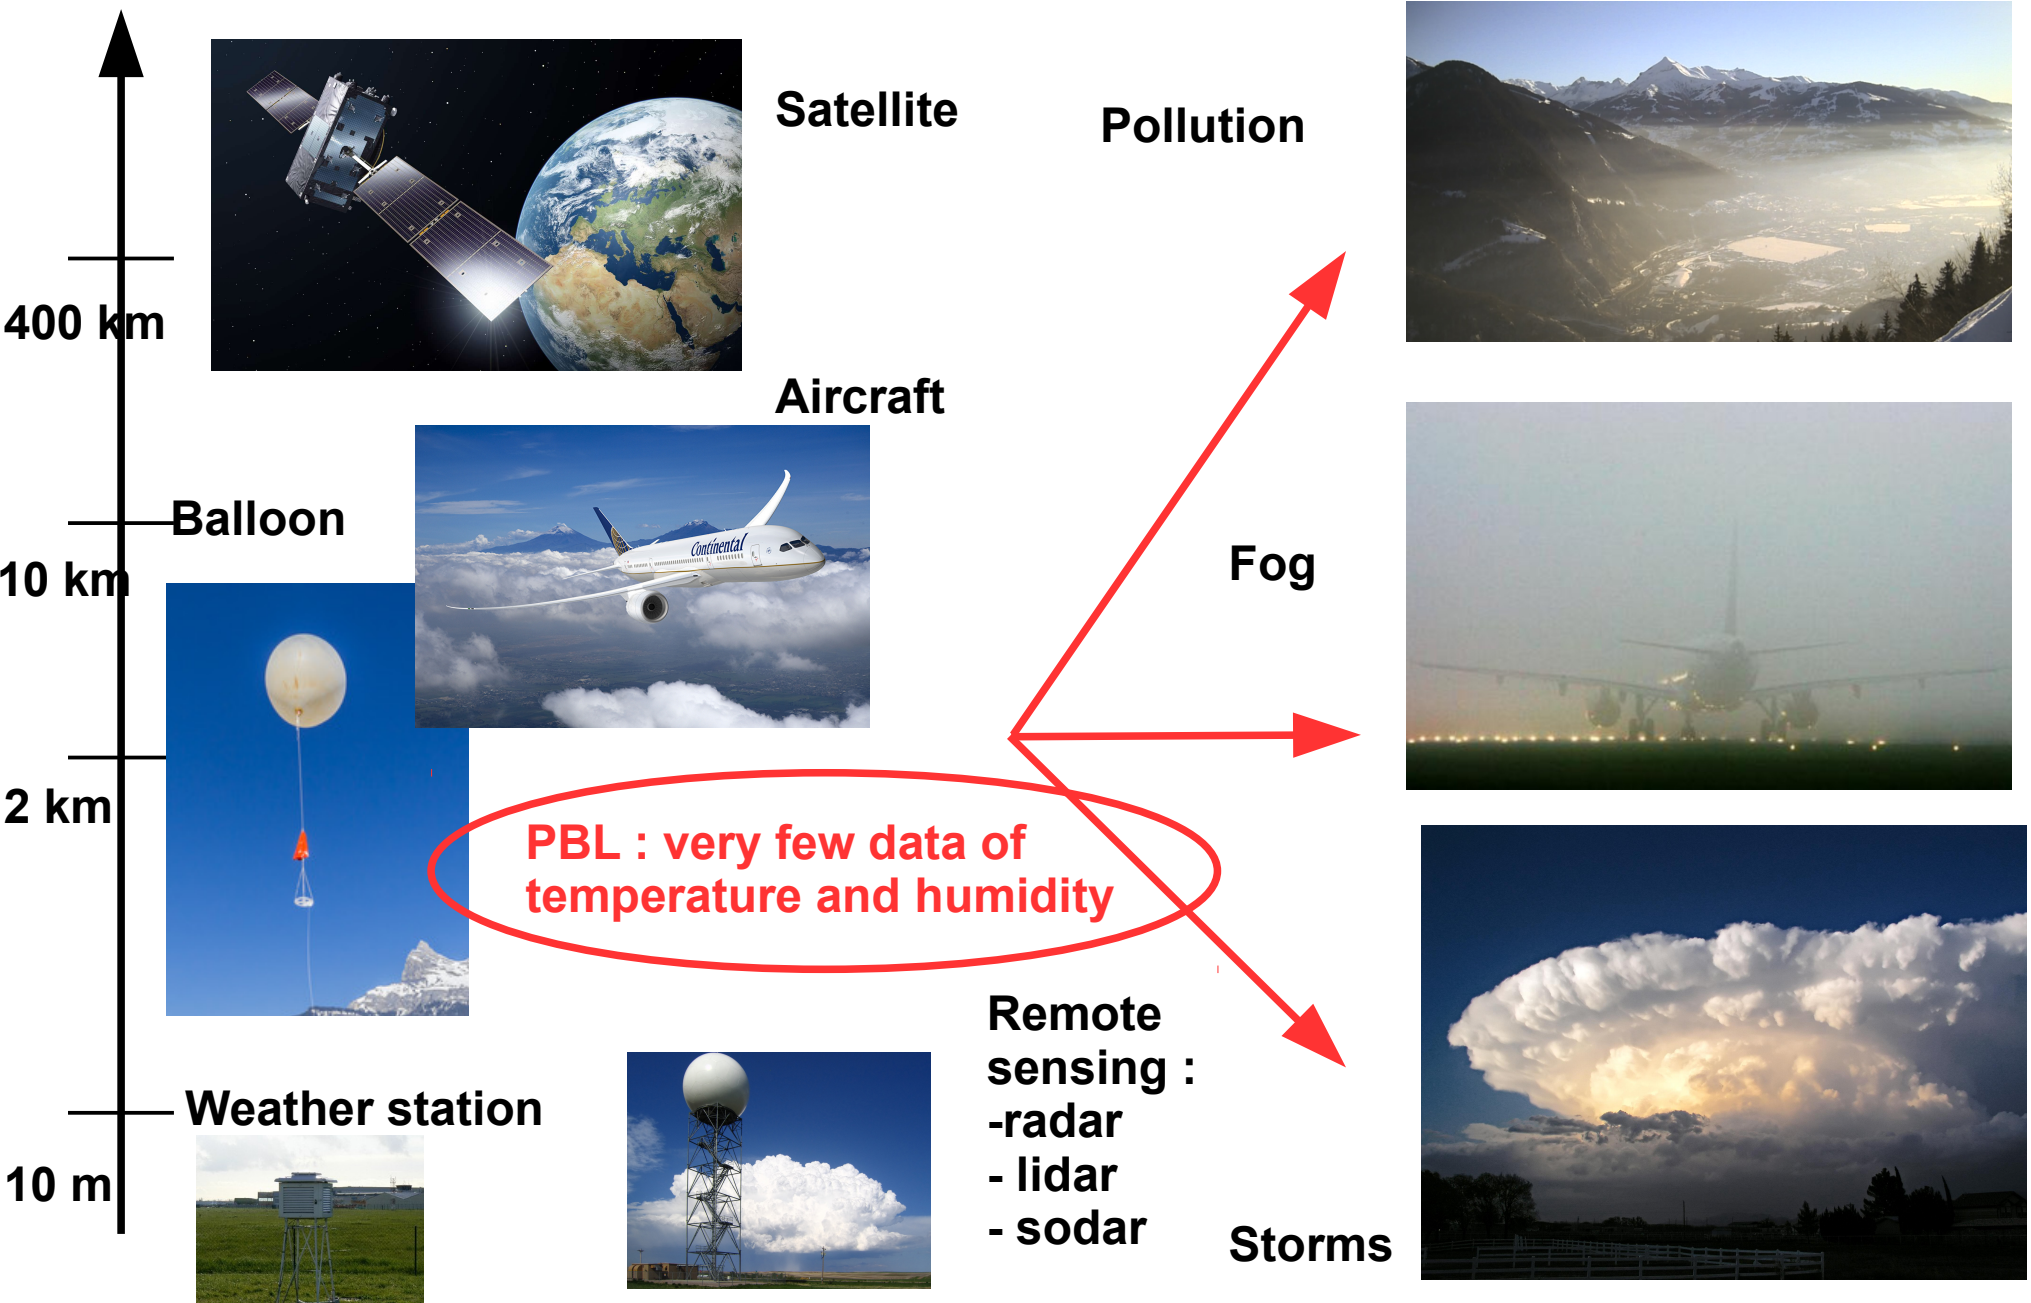 Satellite
Pollution
400 km
Aircraft
Balloon
Continental
Fog
10 km
2 km
PBL : very few data of
temperature and humidity
Remote
sensing :
-radar
- lidar
- sodar
Weather station
10 m
Storms